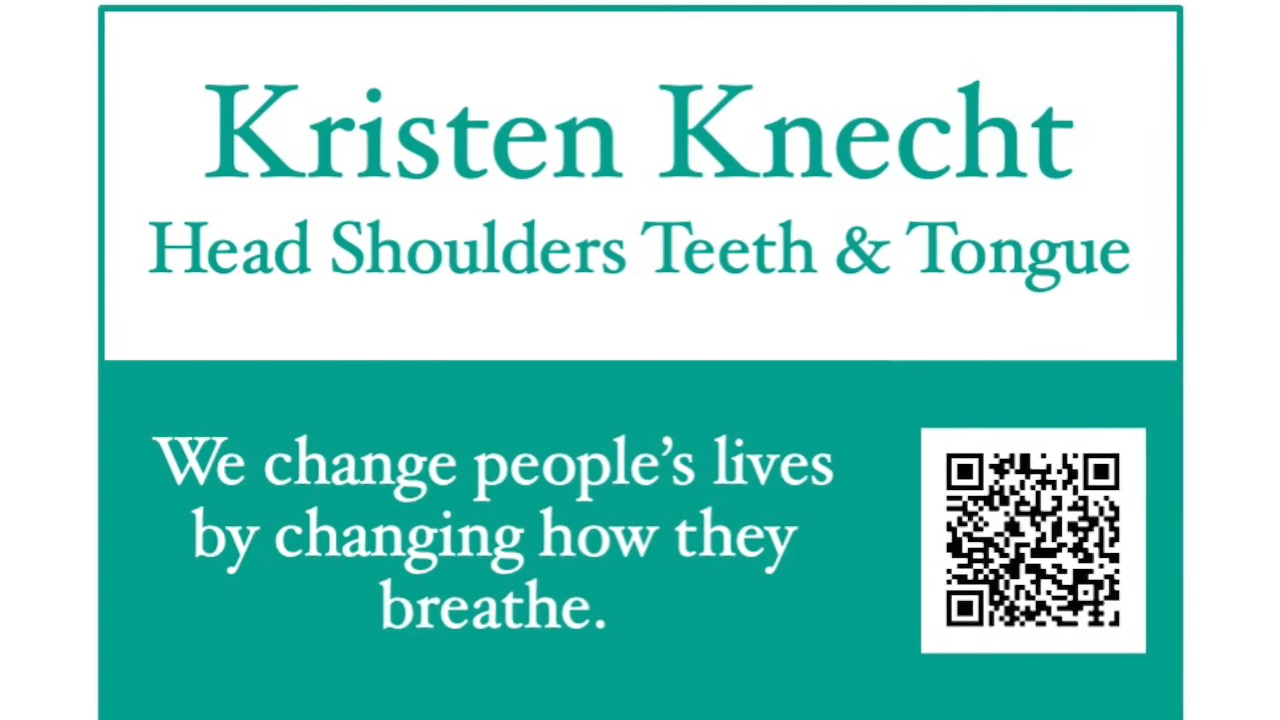 Kristen Knecht
Head Shoulders Teeth & Tongue
We change people’s lives
by changing how they
breathe.